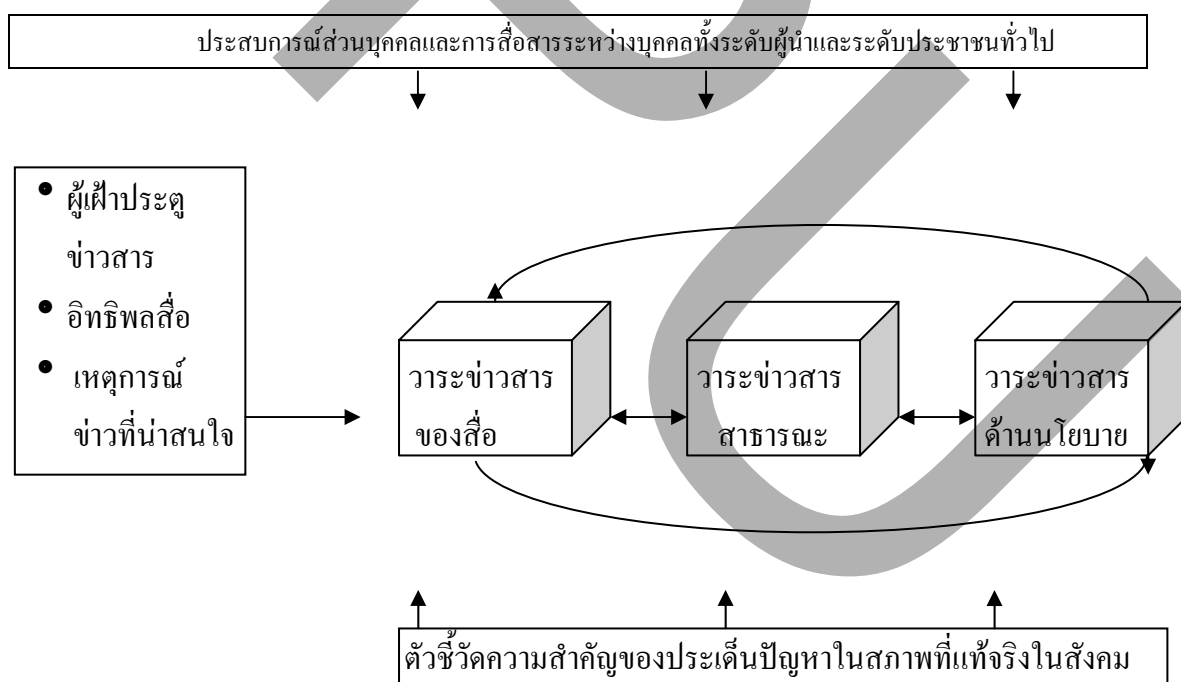 ประสบการณ์ส่วนบุคคลและการสื่อสารระหว่างบุคคลทั้งระดับผู้นำและระดับประชาชนทั่วไป
• ผู้เฝ้าประตู
ข่าวสาร
• อิทธิพลสื่อ
• เหตุการณ์
ข่าวที่น่าสนใจ
วาระข่าวสาร
ของสื่อ
วาระข่าวสาร
สาธารณะ
วาระข่าวสาร
ด้านนโยบาย
ตัวชี้วัดความสำคัญของประเด็นปัญหาในสภาพที่แท้จริงในสังคม